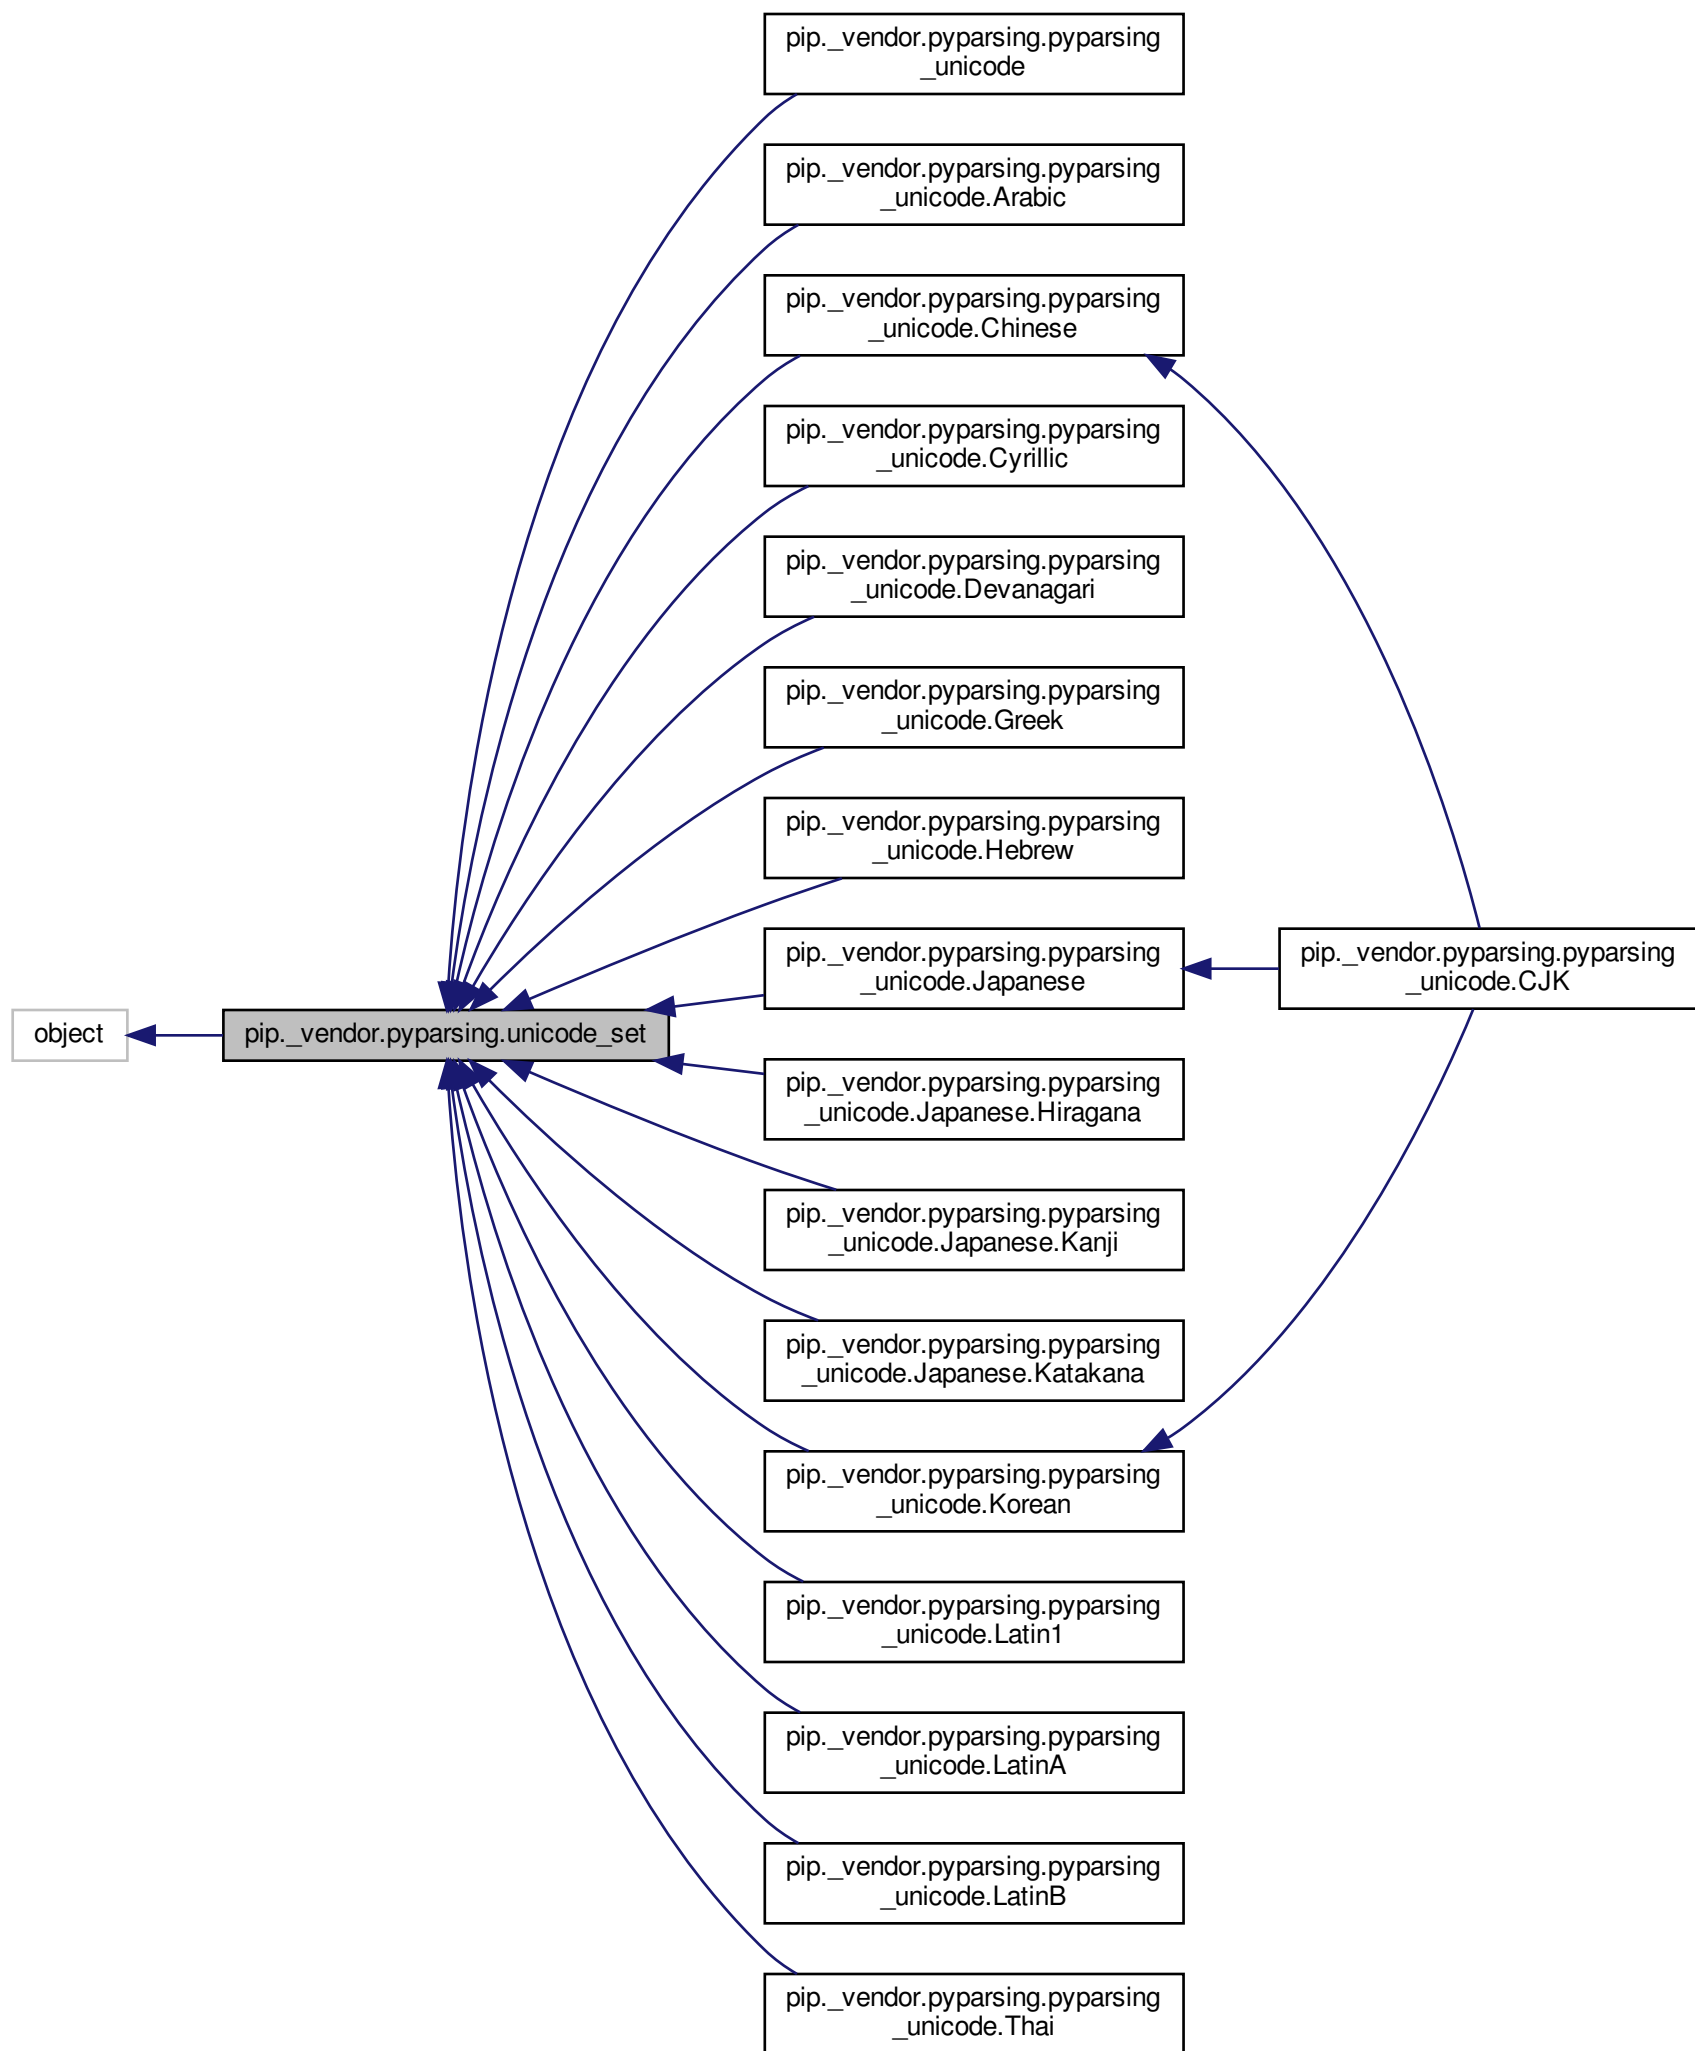 pip._vendor.pyparsing.pyparsing
_unicode
pip._vendor.pyparsing.pyparsing
_unicode.Arabic
pip._vendor.pyparsing.pyparsing
_unicode.Chinese
pip._vendor.pyparsing.pyparsing
_unicode.Cyrillic
pip._vendor.pyparsing.pyparsing
_unicode.Devanagari
pip._vendor.pyparsing.pyparsing
_unicode.Greek
pip._vendor.pyparsing.pyparsing
_unicode.Hebrew
pip._vendor.pyparsing.pyparsing
_unicode.Japanese
pip._vendor.pyparsing.pyparsing
_unicode.CJK
object
pip._vendor.pyparsing.unicode_set
pip._vendor.pyparsing.pyparsing
_unicode.Japanese.Hiragana
pip._vendor.pyparsing.pyparsing
_unicode.Japanese.Kanji
pip._vendor.pyparsing.pyparsing
_unicode.Japanese.Katakana
pip._vendor.pyparsing.pyparsing
_unicode.Korean
pip._vendor.pyparsing.pyparsing
_unicode.Latin1
pip._vendor.pyparsing.pyparsing
_unicode.LatinA
pip._vendor.pyparsing.pyparsing
_unicode.LatinB
pip._vendor.pyparsing.pyparsing
_unicode.Thai